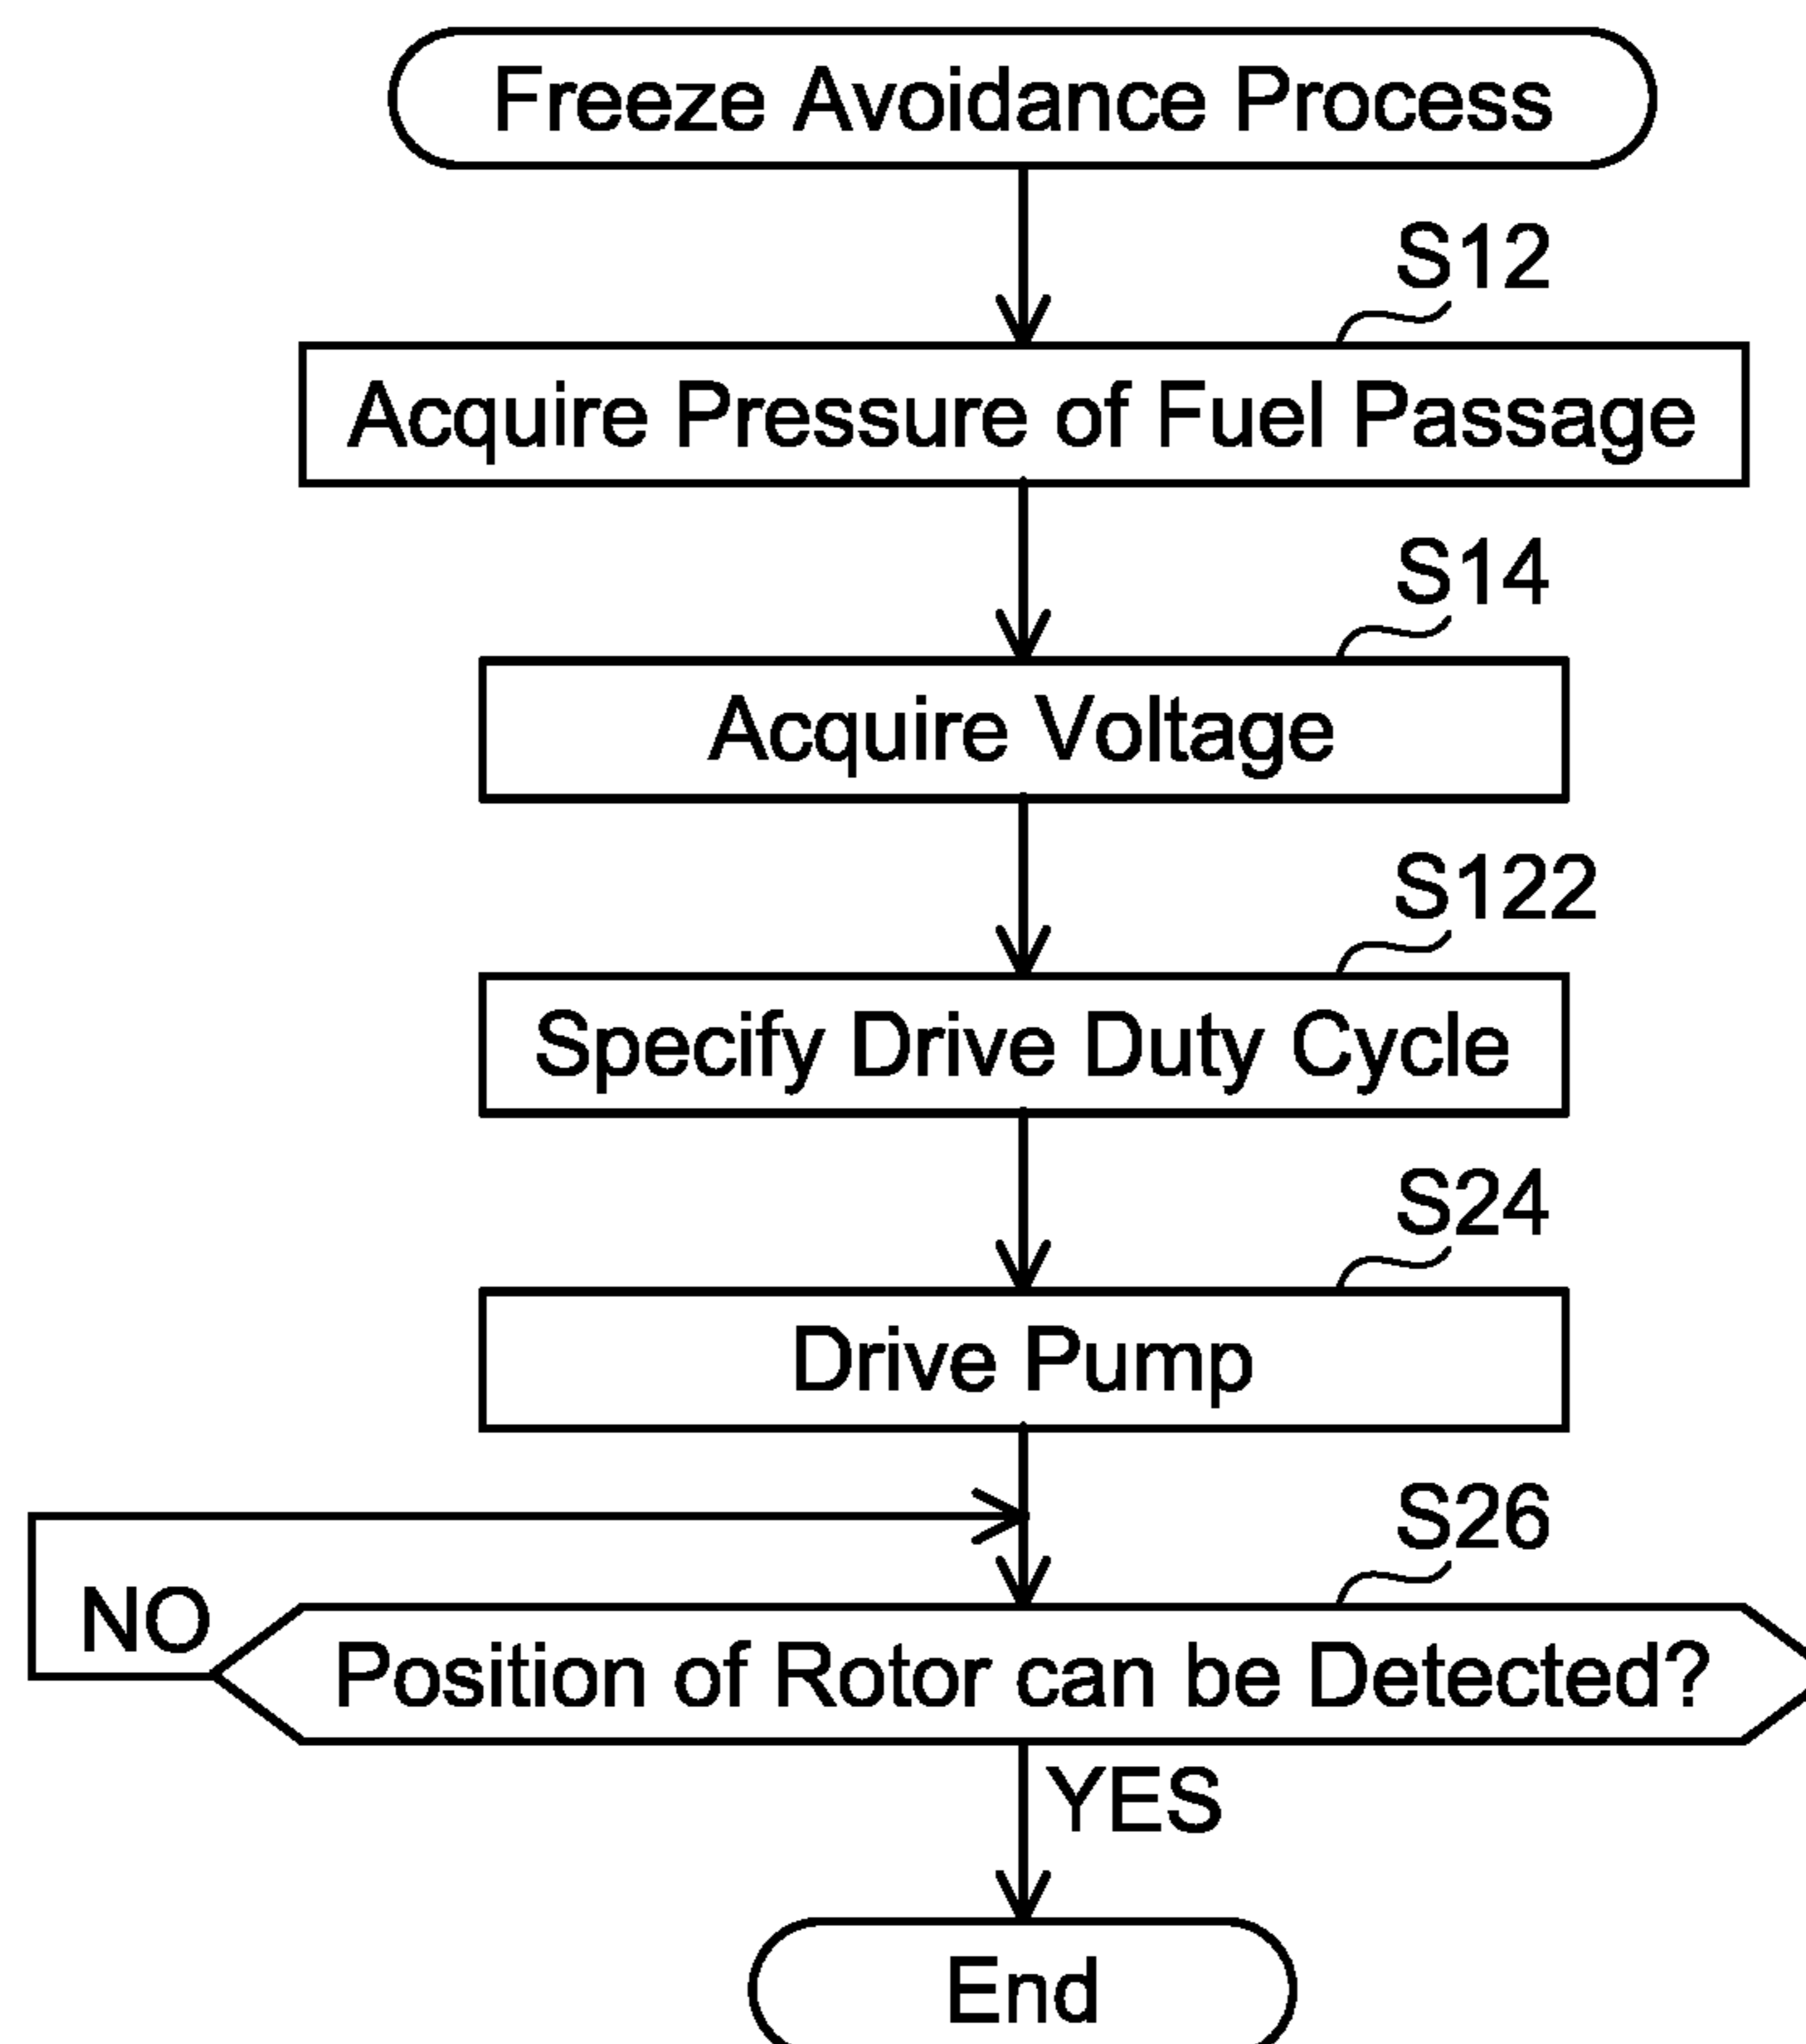 Freeze Avoidance Process
S12
Acquire Pressure of Fuel Passage
S14
Acquire Voltage
S122
Specify Drive Duty Cycle
S24
Drive Pump
S26
NO
Position of Rotor can be Detected?
YES
End